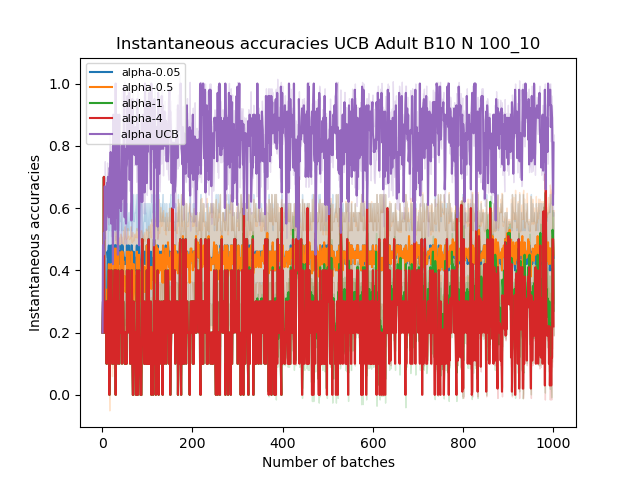 Instantaneous accuracies UCB Adult B10 N 100_10
alpha-0.05
alpha-0.5
alpha-1
alpha-4
alpha UCB
1.0
0.8
0.6
0.4
0.2
0.0
Instantaneous accuracies
0 200 400 600 800 1000
Number of batches